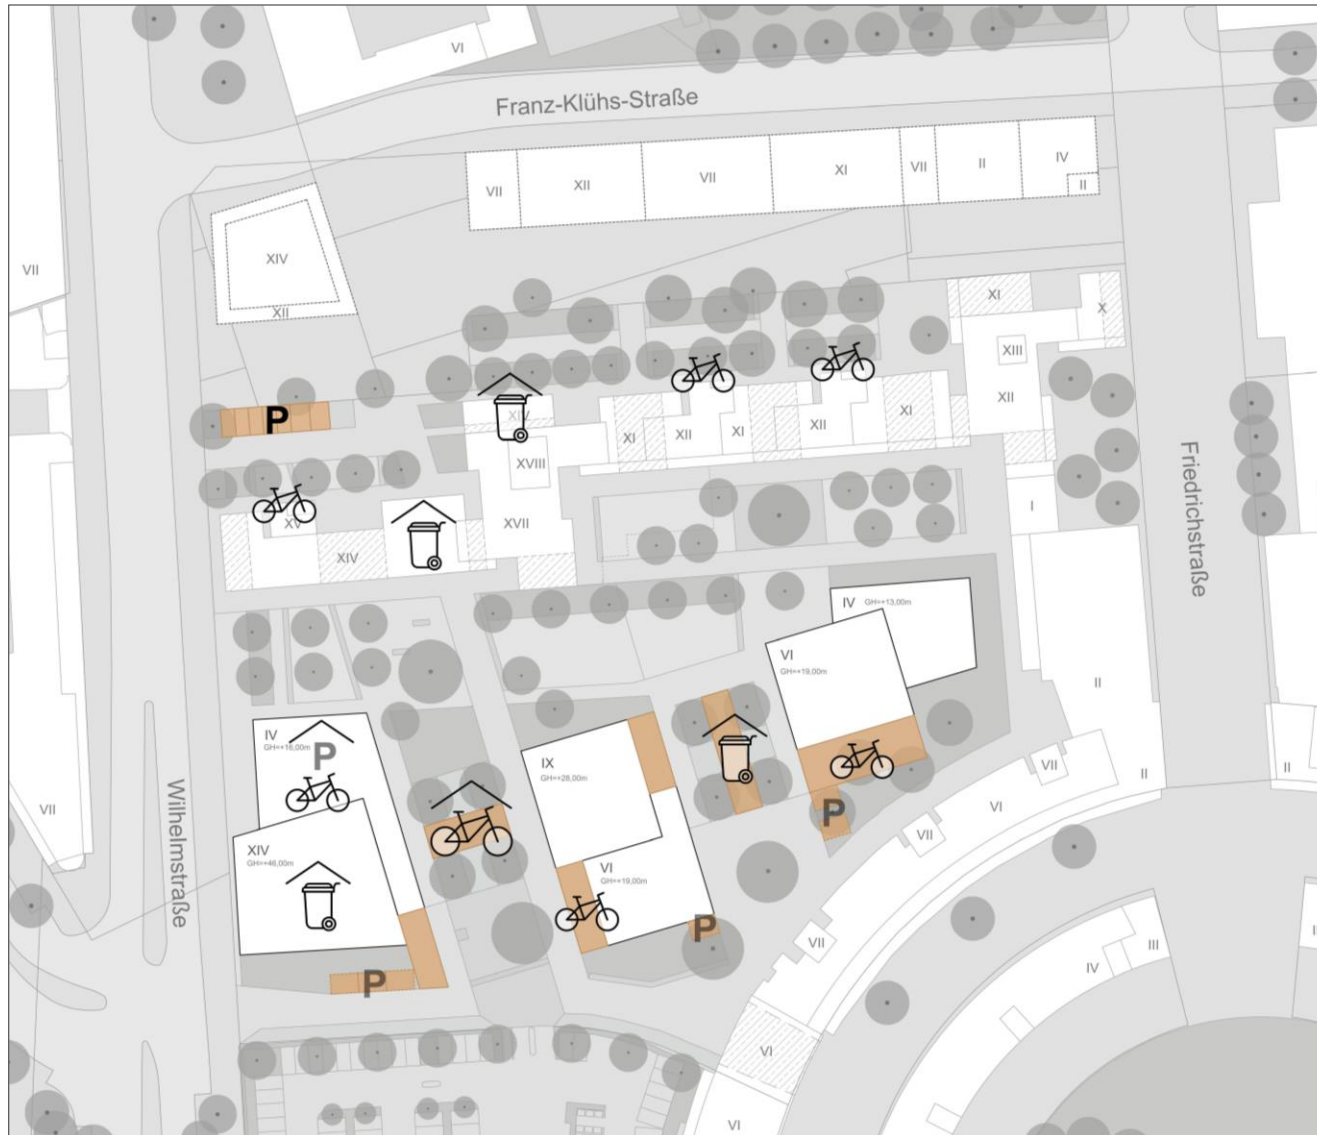 VI
Franz-Klühs-Straße
VII
XII
VII
XI
VII
II
IV
II
VII
XIV
XII
XI
X
XIII
XII
P
XIV
XI
XII
XI
XII
XI
XVIII
XV
XIV
XVII
I
Friedrichstraße
IV GH=+13,00m
VI
GH=+19,00m
II
IV
GH=+16,00m
P
IX
GH=+28,00m
VII
II
II
Wilhelmstraße
VII
VI
VII
P
XIV
GH=+46,00m
VI
GH=+19,00m
P
VII
III
IV
P
VI
VI